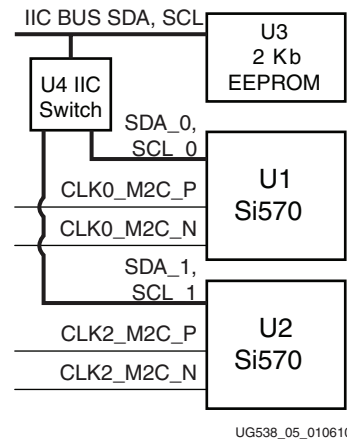 IIC BUS SDA, SCL
U3
2 Kb
EEPROM
U4 IIC
Switch
SDA_0,
SCL_0
U1
Si570
CLK0_M2C_P
CLK0_M2C_N
SDA_1,
SCL_1
U2
Si570
CLK2_M2C_P
CLK2_M2C_N
UG538_05_010610